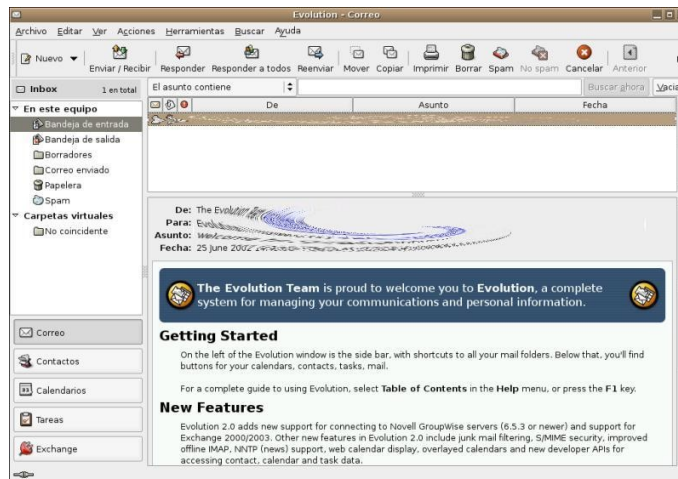 Evolution - Correo
Archivo Editar Ver Acciones Herramientas Buscar Ayuda
Nuevo Enviar / Recibir Responder Responder a todos Reenviar Mover Copiar Imprimir Borrar Spam No spam Cancelar Anterior
Inbox 1 en total El asunto contiene Buscar ahora Vacia
De Asunto Fecha
En este equipo
Bandeja de entrada
Bandeja de salida
Borradores
Correo enviado
Papelera
Spam
Carpetas virtuales
No coincidente
Correo
Contactos
Calendarios
Tareas
Exchange
De: The Evolution
Para:
Asunto:
Fecha: 25 June 2002
The Evolution Team is proud to welcome you to Evolution, a complete
system for managing your communications and personal information.
Getting Started
On the left of the Evolution window is the side bar, with shortcuts to all your mail folders. Below that, you'll find
buttons for your calendars, contacts, tasks, mail.
For a complete guide to using Evolution, select Table of Contents in the Help menu, or press the F1 key.
New Features
Evolution 2.0 adds new support for connecting to Novell GroupWise servers (6.5.3 or newer) and support for
Exchange 2000/2003. Other new features in Evolution 2.0 include junk mail filtering, S/MIME security, improved
offline IMAP, NNTP (news) support, web calendar display, overlayed calendars and new developer APIs for
accessing contact, calendar and task data.